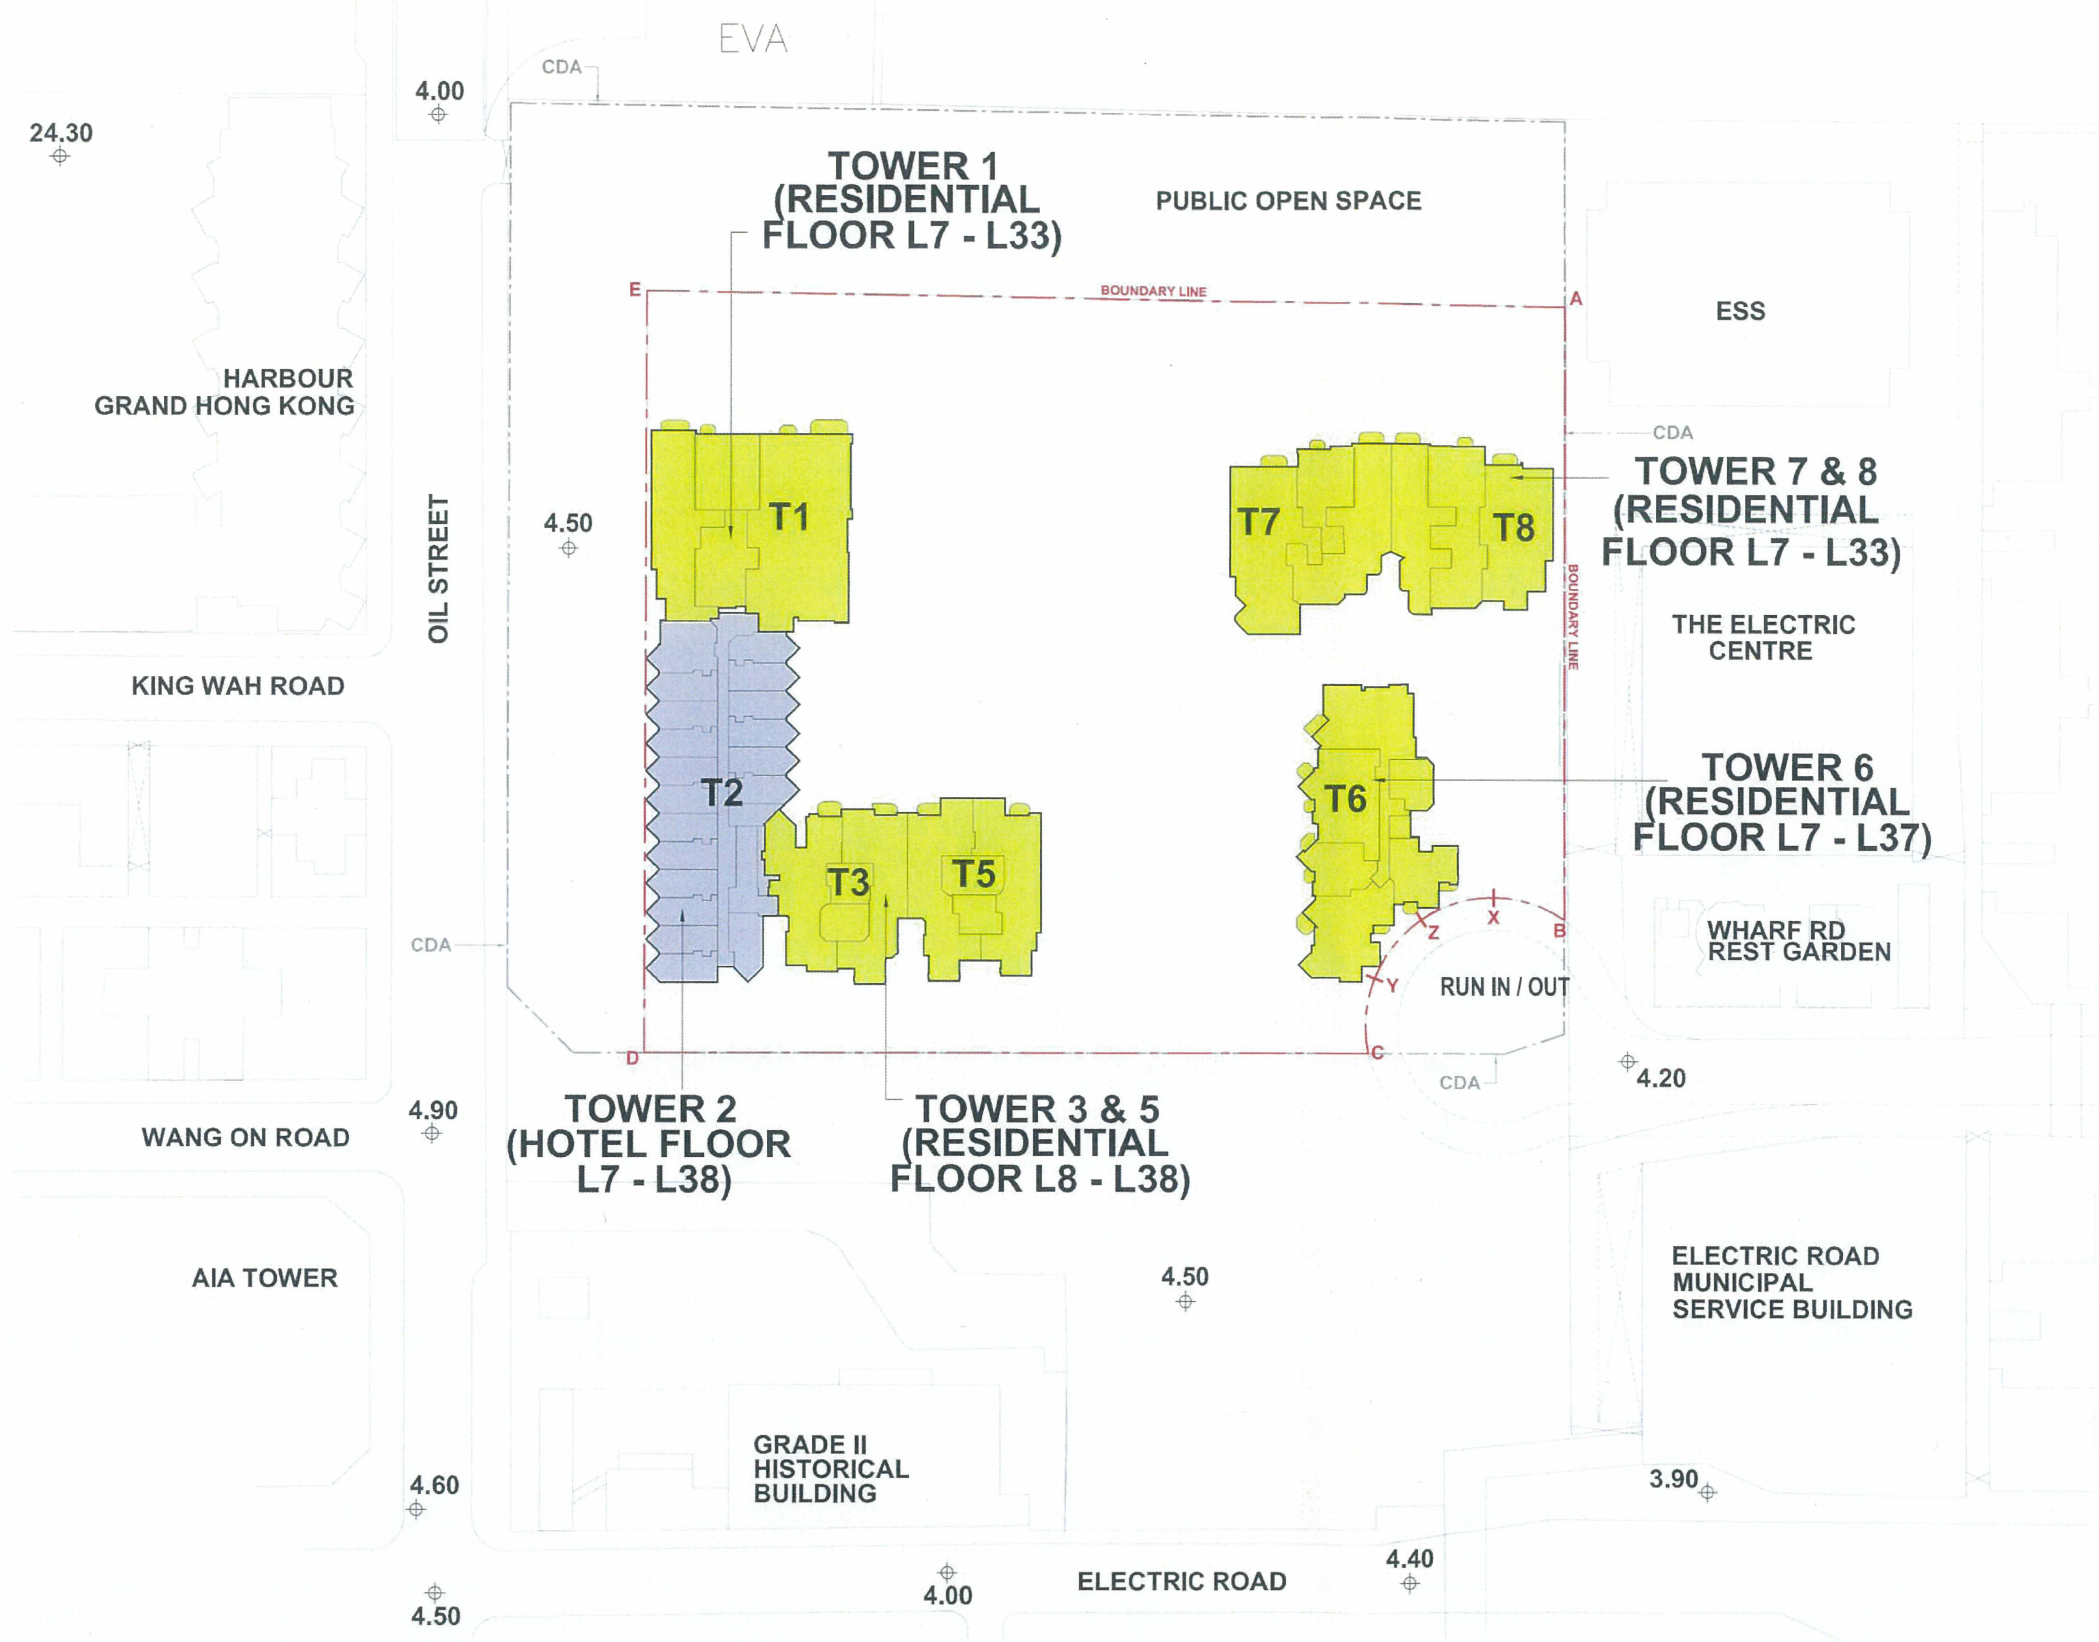 EVA
CDA
4.00
24.30
TOWER 1
(RESIDENTIAL
FLOOR L7 - L33)
PUBLIC OPEN SPACE
E
BOUNDARY LINE
A
ESS
HARBOUR
GRAND HONG KONG
CDA
TOWER 7 & 8
(RESIDENTIAL
FLOOR L7 - L33)
T1
T7
T8
4.50
OIL STREET
BOUNDARY LINE
THE ELECTRIC
CENTRE
KING WAH ROAD
TOWER 6
(RESIDENTIAL
FLOOR L7 - L37)
T2
T6
T3
T5
X
Z
B
WHARF RD
REST GARDEN
CDA
Y
RUN IN / OUT
D
C
CDA
4.20
4.90
WANG ON ROAD
TOWER 2
(HOTEL FLOOR
L7 - L38)
TOWER 3 & 5
(RESIDENTIAL
FLOOR L8 - L38)
AIA TOWER
4.50
ELECTRIC ROAD
MUNICIPAL
SERVICE BUILDING
GRADE II
HISTORICAL
BUILDING
4.60
3.90
4.40
4.00
ELECTRIC ROAD
4.50